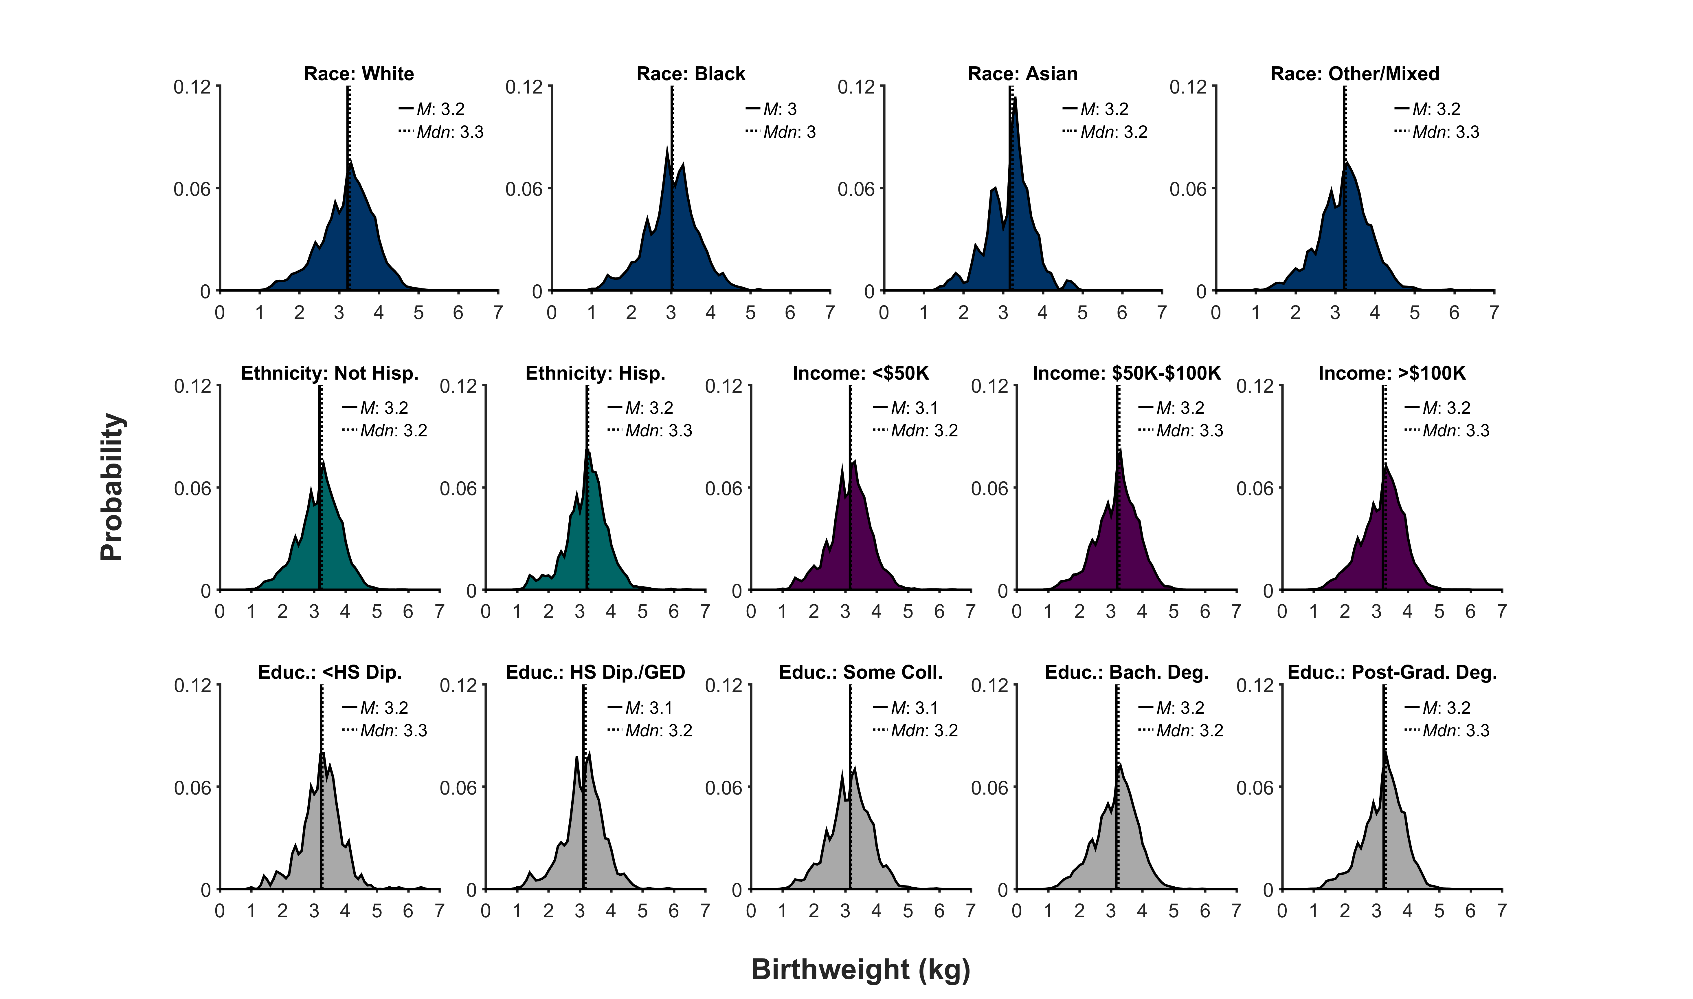 Race: White
Race: Black
Race: Asian
Race: Other/Mixed
0.12
M: 3.2
Mdn: 3.3
0.06
0
0 1 2 3 4 5 6 7
0.12
M: 3
Mdn: 3
0.06
0
0 1 2 3 4 5 6 7
0.12
M: 3.2
Mdn: 3.2
0.06
0
0 1 2 3 4 5 6 7
0.12
M: 3.2
Mdn: 3.3
0.06
0
0 1 2 3 4 5 6 7
Probability
Ethnicity: Not Hisp.
Ethnicity: Hisp.
Income: <$50K
Income: $50K-$100K
Income: >$100K
0.12
M: 3.2
Mdn: 3.2
0.06
0
0 1 2 3 4 5 6 7
0.12
M: 3.2
Mdn: 3.3
0.06
0
0 1 2 3 4 5 6 7
0.12
M: 3.1
Mdn: 3.2
0.06
0
0 1 2 3 4 5 6 7
0.12
M: 3.2
Mdn: 3.3
0.06
0
0 1 2 3 4 5 6 7
0.12
M: 3.2
Mdn: 3.3
0.06
0
0 1 2 3 4 5 6 7
Educ.: <HS Dip.
Educ.: HS Dip./GED
Educ.: Some Coll.
Educ.: Bach. Deg.
Educ.: Post-Grad. Deg.
0.12
M: 3.2
Mdn: 3.3
0.06
0
0 1 2 3 4 5 6 7
0.12
M: 3.1
Mdn: 3.2
0.06
0
0 1 2 3 4 5 6 7
0.12
M: 3.1
Mdn: 3.2
0.06
0
0 1 2 3 4 5 6 7
0.12
M: 3.2
Mdn: 3.2
0.06
0
0 1 2 3 4 5 6 7
0.12
M: 3.2
Mdn: 3.3
0.06
0
0 1 2 3 4 5 6 7
Birthweight (kg)